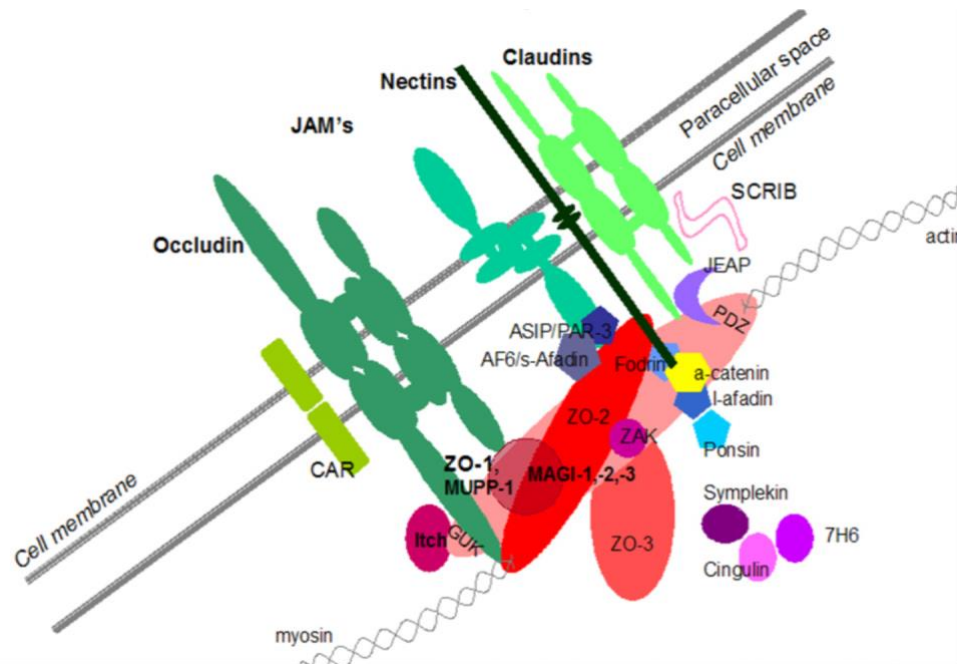 Claudins
Nectins
Paracellular space
Cell membrane
JAM's
SCRIB
Occludin
actin
JEAP
PDZ
ASIP/PAR-3
AF6/s-Afadin
Fodrin
a-catenin
l-afadin
ZO-2
ZAK
Ponsin
CAR
ZO-1,
MUPP-1
MAGI-1,-2,-3
Cell membrane
Symplekin
Itch
GUK
ZO-3
7H6
Cingulin
myosin